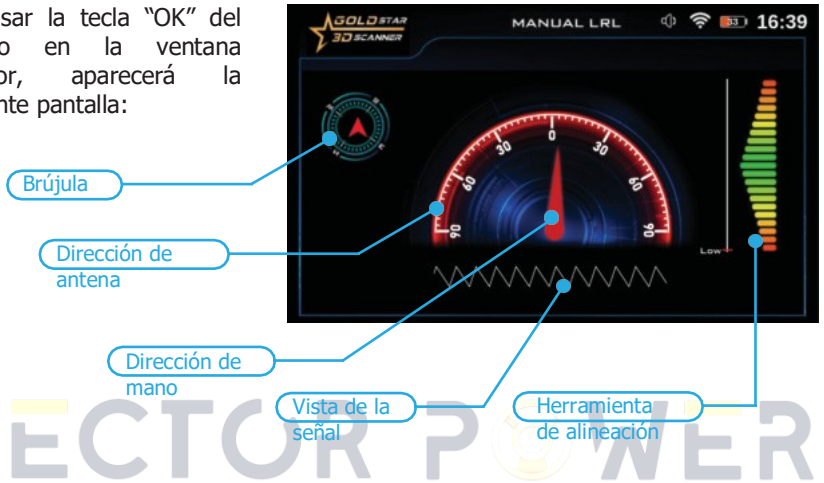 sar la tecla “OK” del
o en la ventana
or, aparecerá la
nte pantalla:
GOLD STAR
3D SCANNER
MANUAL LRL
33
16:39
Brújula
Dirección de
antena
Dirección de
mano
Vista de la
señal
Herramienta
de alineación
90 60 30 0 30 60 90
Low
ECTOR POWER